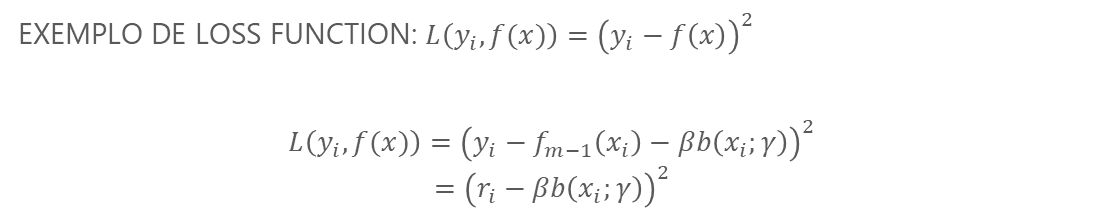 EXEMPLO DE LOSS FUNCTION: L(yᵢ, f(x)) = (yᵢ − f(x))²
L(yᵢ, f(x)) = (yᵢ − fₘ₋₁(xᵢ) − βb(xᵢ; γ))²
= (rᵢ − βb(xᵢ; γ))²